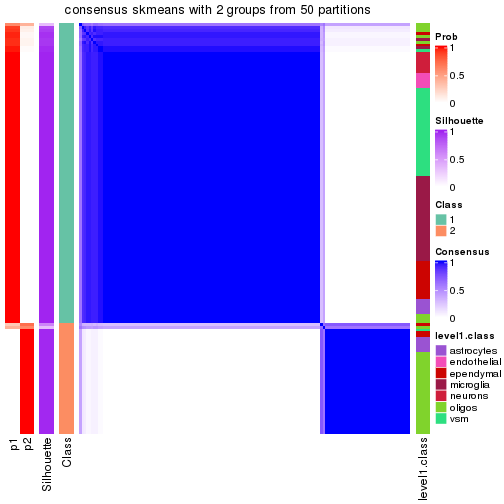 consensus skmeans with 2 groups from 50 partitions
Prob
1
0.5
0
Silhouette
1
0.5
0
Class
1
2
Consensus
1
0.5
0
level1.class
astrocytes
endothelial
ependymal
microglia
neurons
oligos
vsm
p1
p2
Silhouette
Class
level1.class